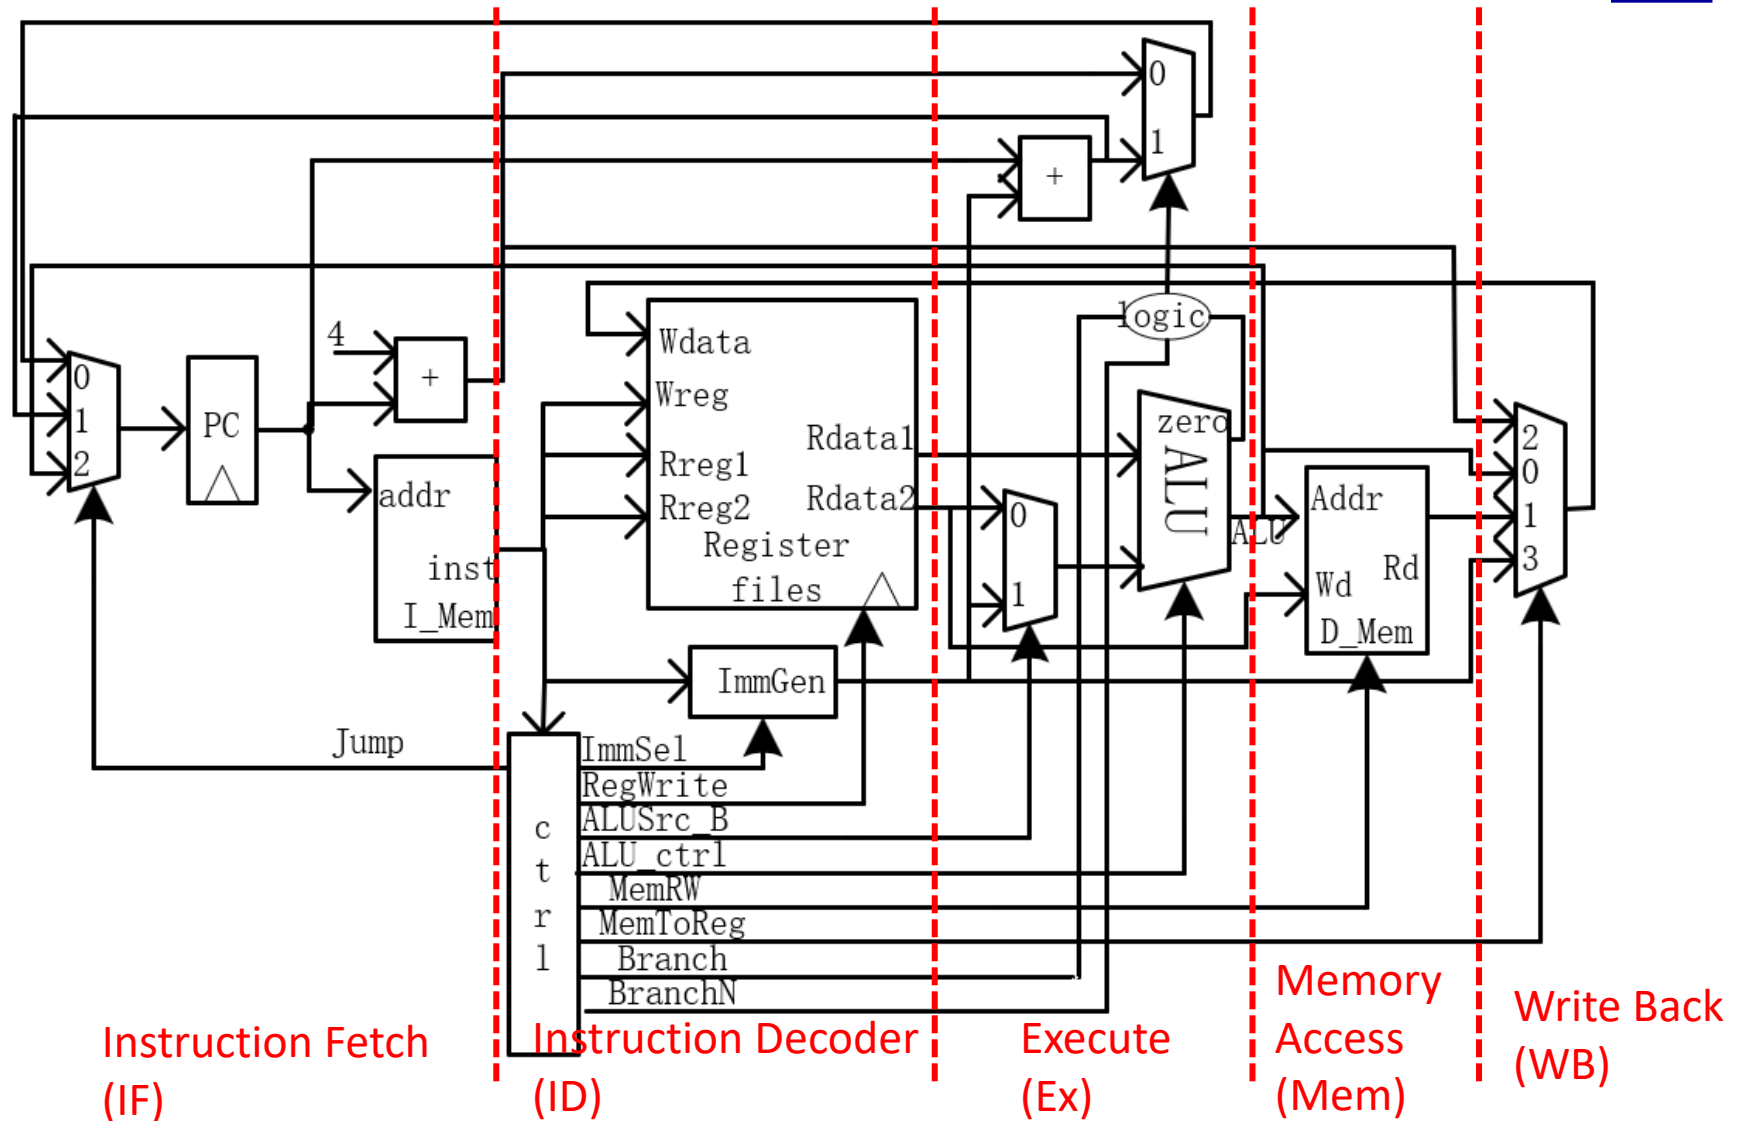 0
1
+
logic
4
+
0
1
2
PC
addr
inst
I_Mem
Wdata
Wreg
Rreg1
Rreg2
Rdata1
Rdata2
Register
files
0
1
zero
ALU
ALU
Addr
Wd
Rd
D_Mem
2
0
1
3
ImmGen
Jump
ctrl
ImmSel
RegWrite
ALUSrc_B
ALU_ctrl
MemRW
MemToReg
Branch
BranchN
Instruction Fetch
(IF)
Instruction Decoder
(ID)
Execute
(Ex)
Memory
Access
(Mem)
Write Back
(WB)